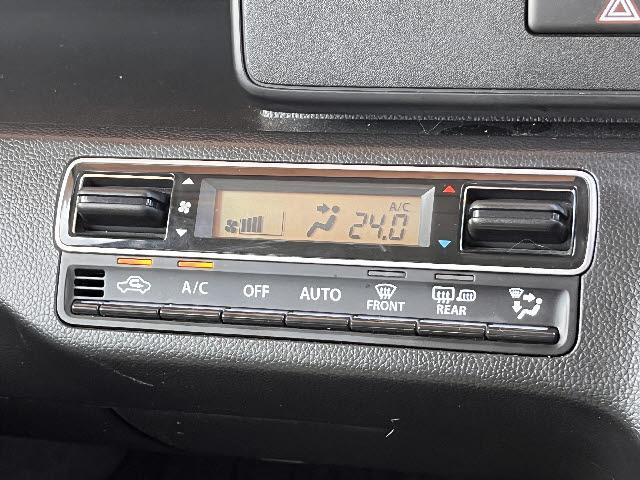 A/C
24.0
A/C OFF AUTO FRONT REAR